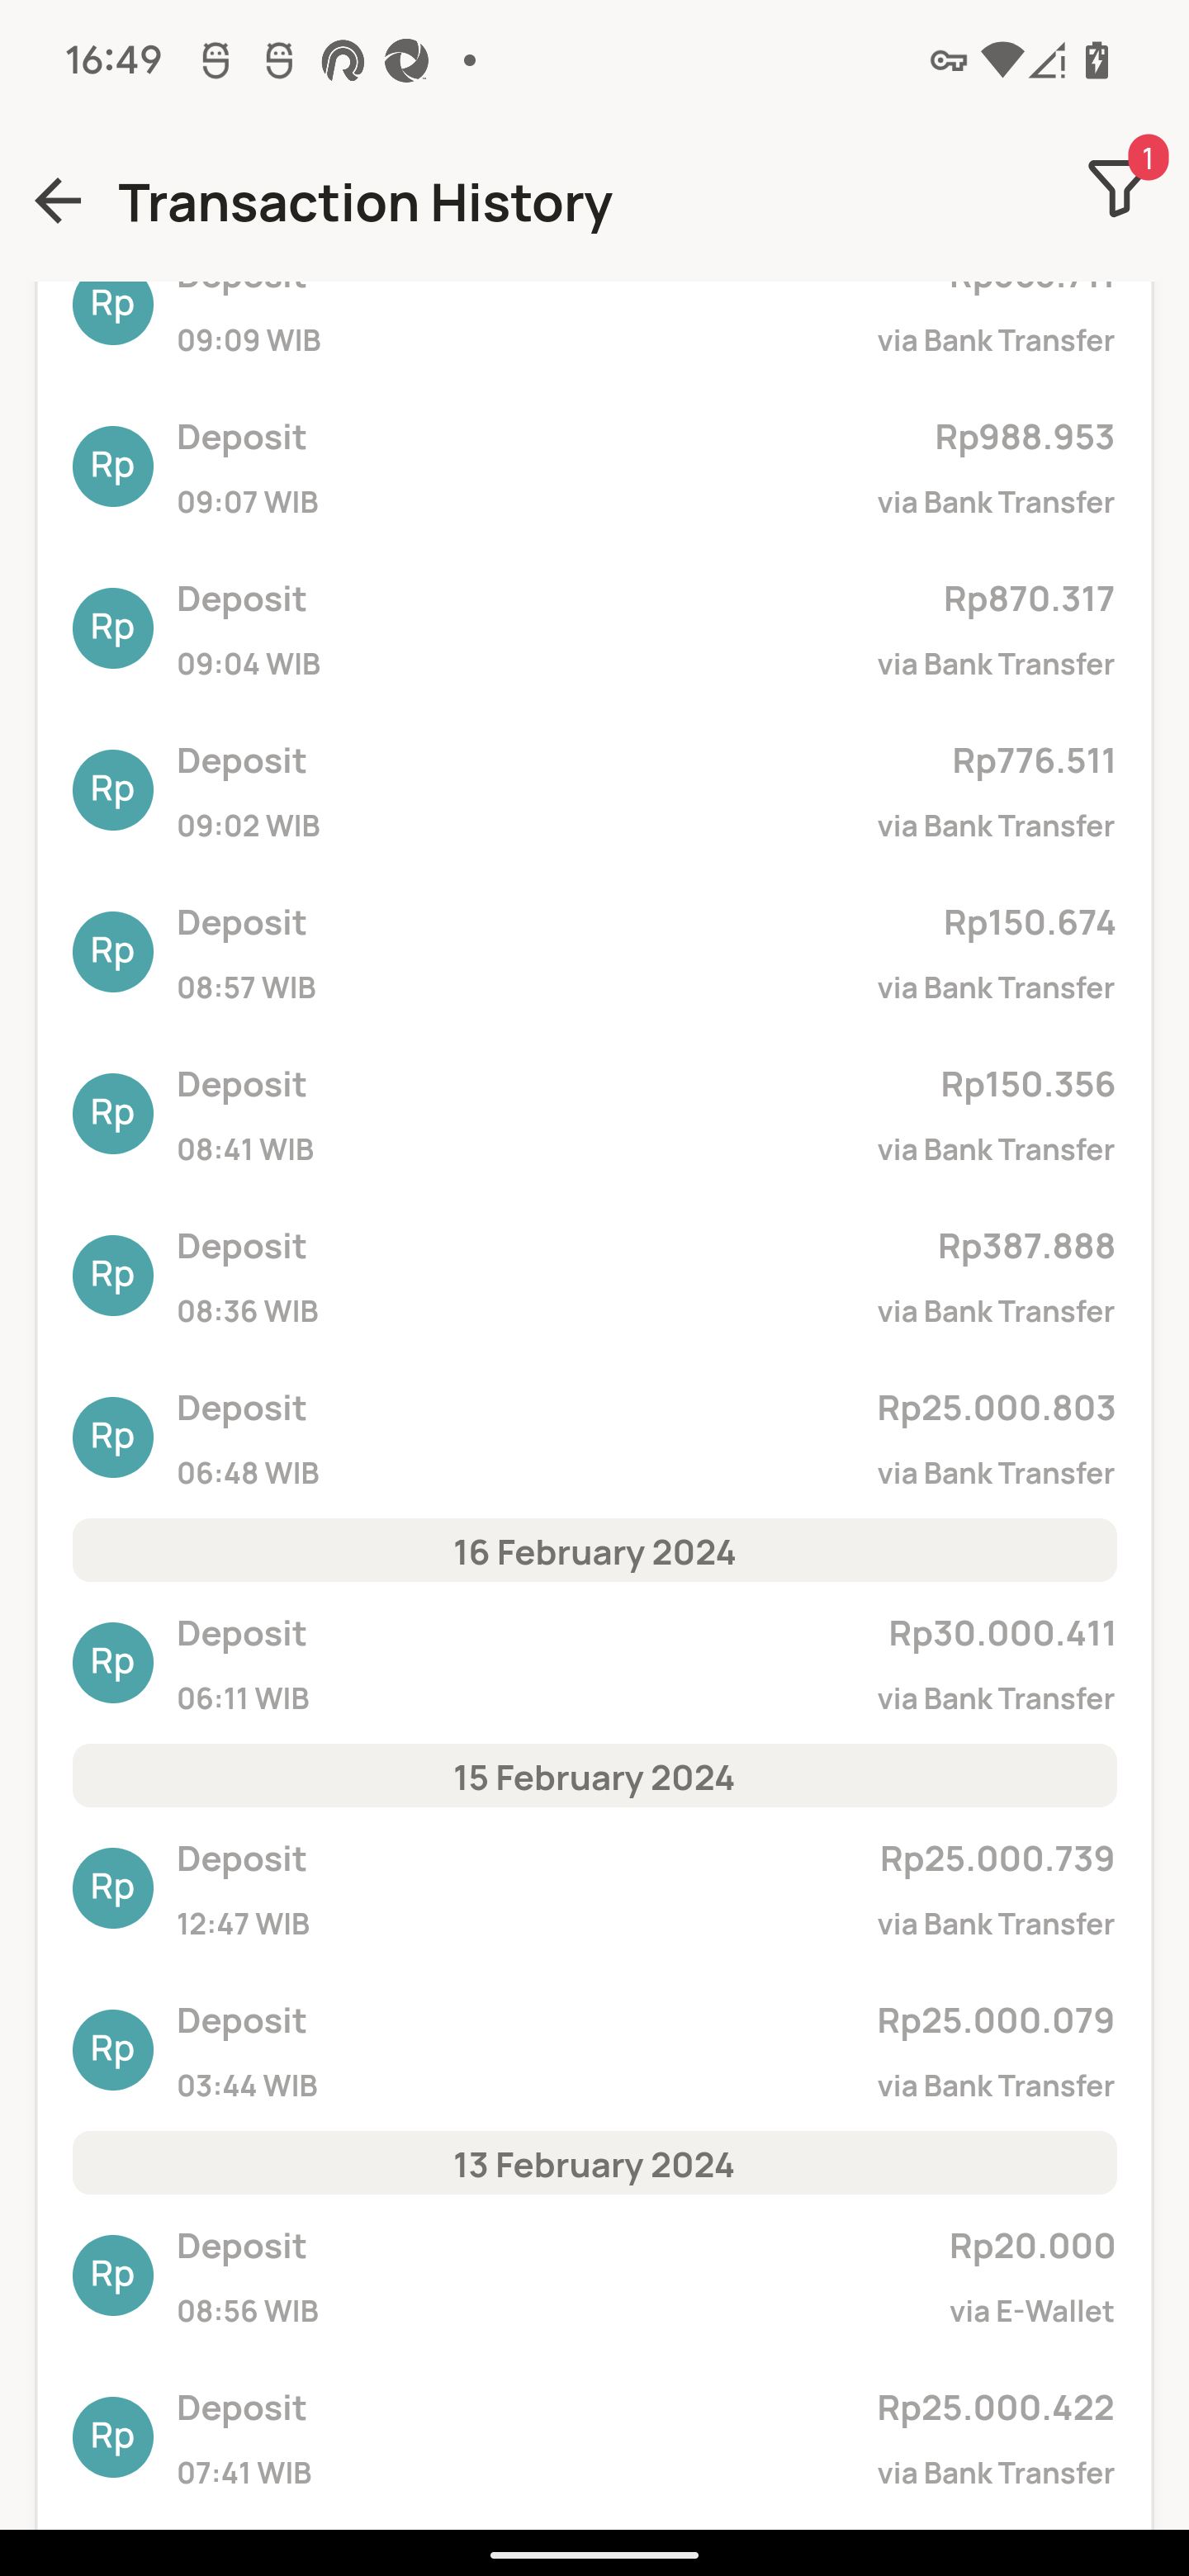 16:49
Transaction History
1
Rp
09:09 WIB via Bank Transfer
Rp Deposit Rp988.953
09:07 WIB via Bank Transfer
Rp Deposit Rp870.317
09:04 WIB via Bank Transfer
Rp Deposit Rp776.511
09:02 WIB via Bank Transfer
Rp Deposit Rp150.674
08:57 WIB via Bank Transfer
Rp Deposit Rp150.356
08:41 WIB via Bank Transfer
Rp Deposit Rp387.888
08:36 WIB via Bank Transfer
Rp Deposit Rp25.000.803
06:48 WIB via Bank Transfer
16 February 2024
Rp Deposit Rp30.000.411
06:11 WIB via Bank Transfer
15 February 2024
Rp Deposit Rp25.000.739
12:47 WIB via Bank Transfer
Rp Deposit Rp25.000.079
03:44 WIB via Bank Transfer
13 February 2024
Rp Deposit Rp20.000
08:56 WIB via E-Wallet
Rp Deposit Rp25.000.422
07:41 WIB via Bank Transfer